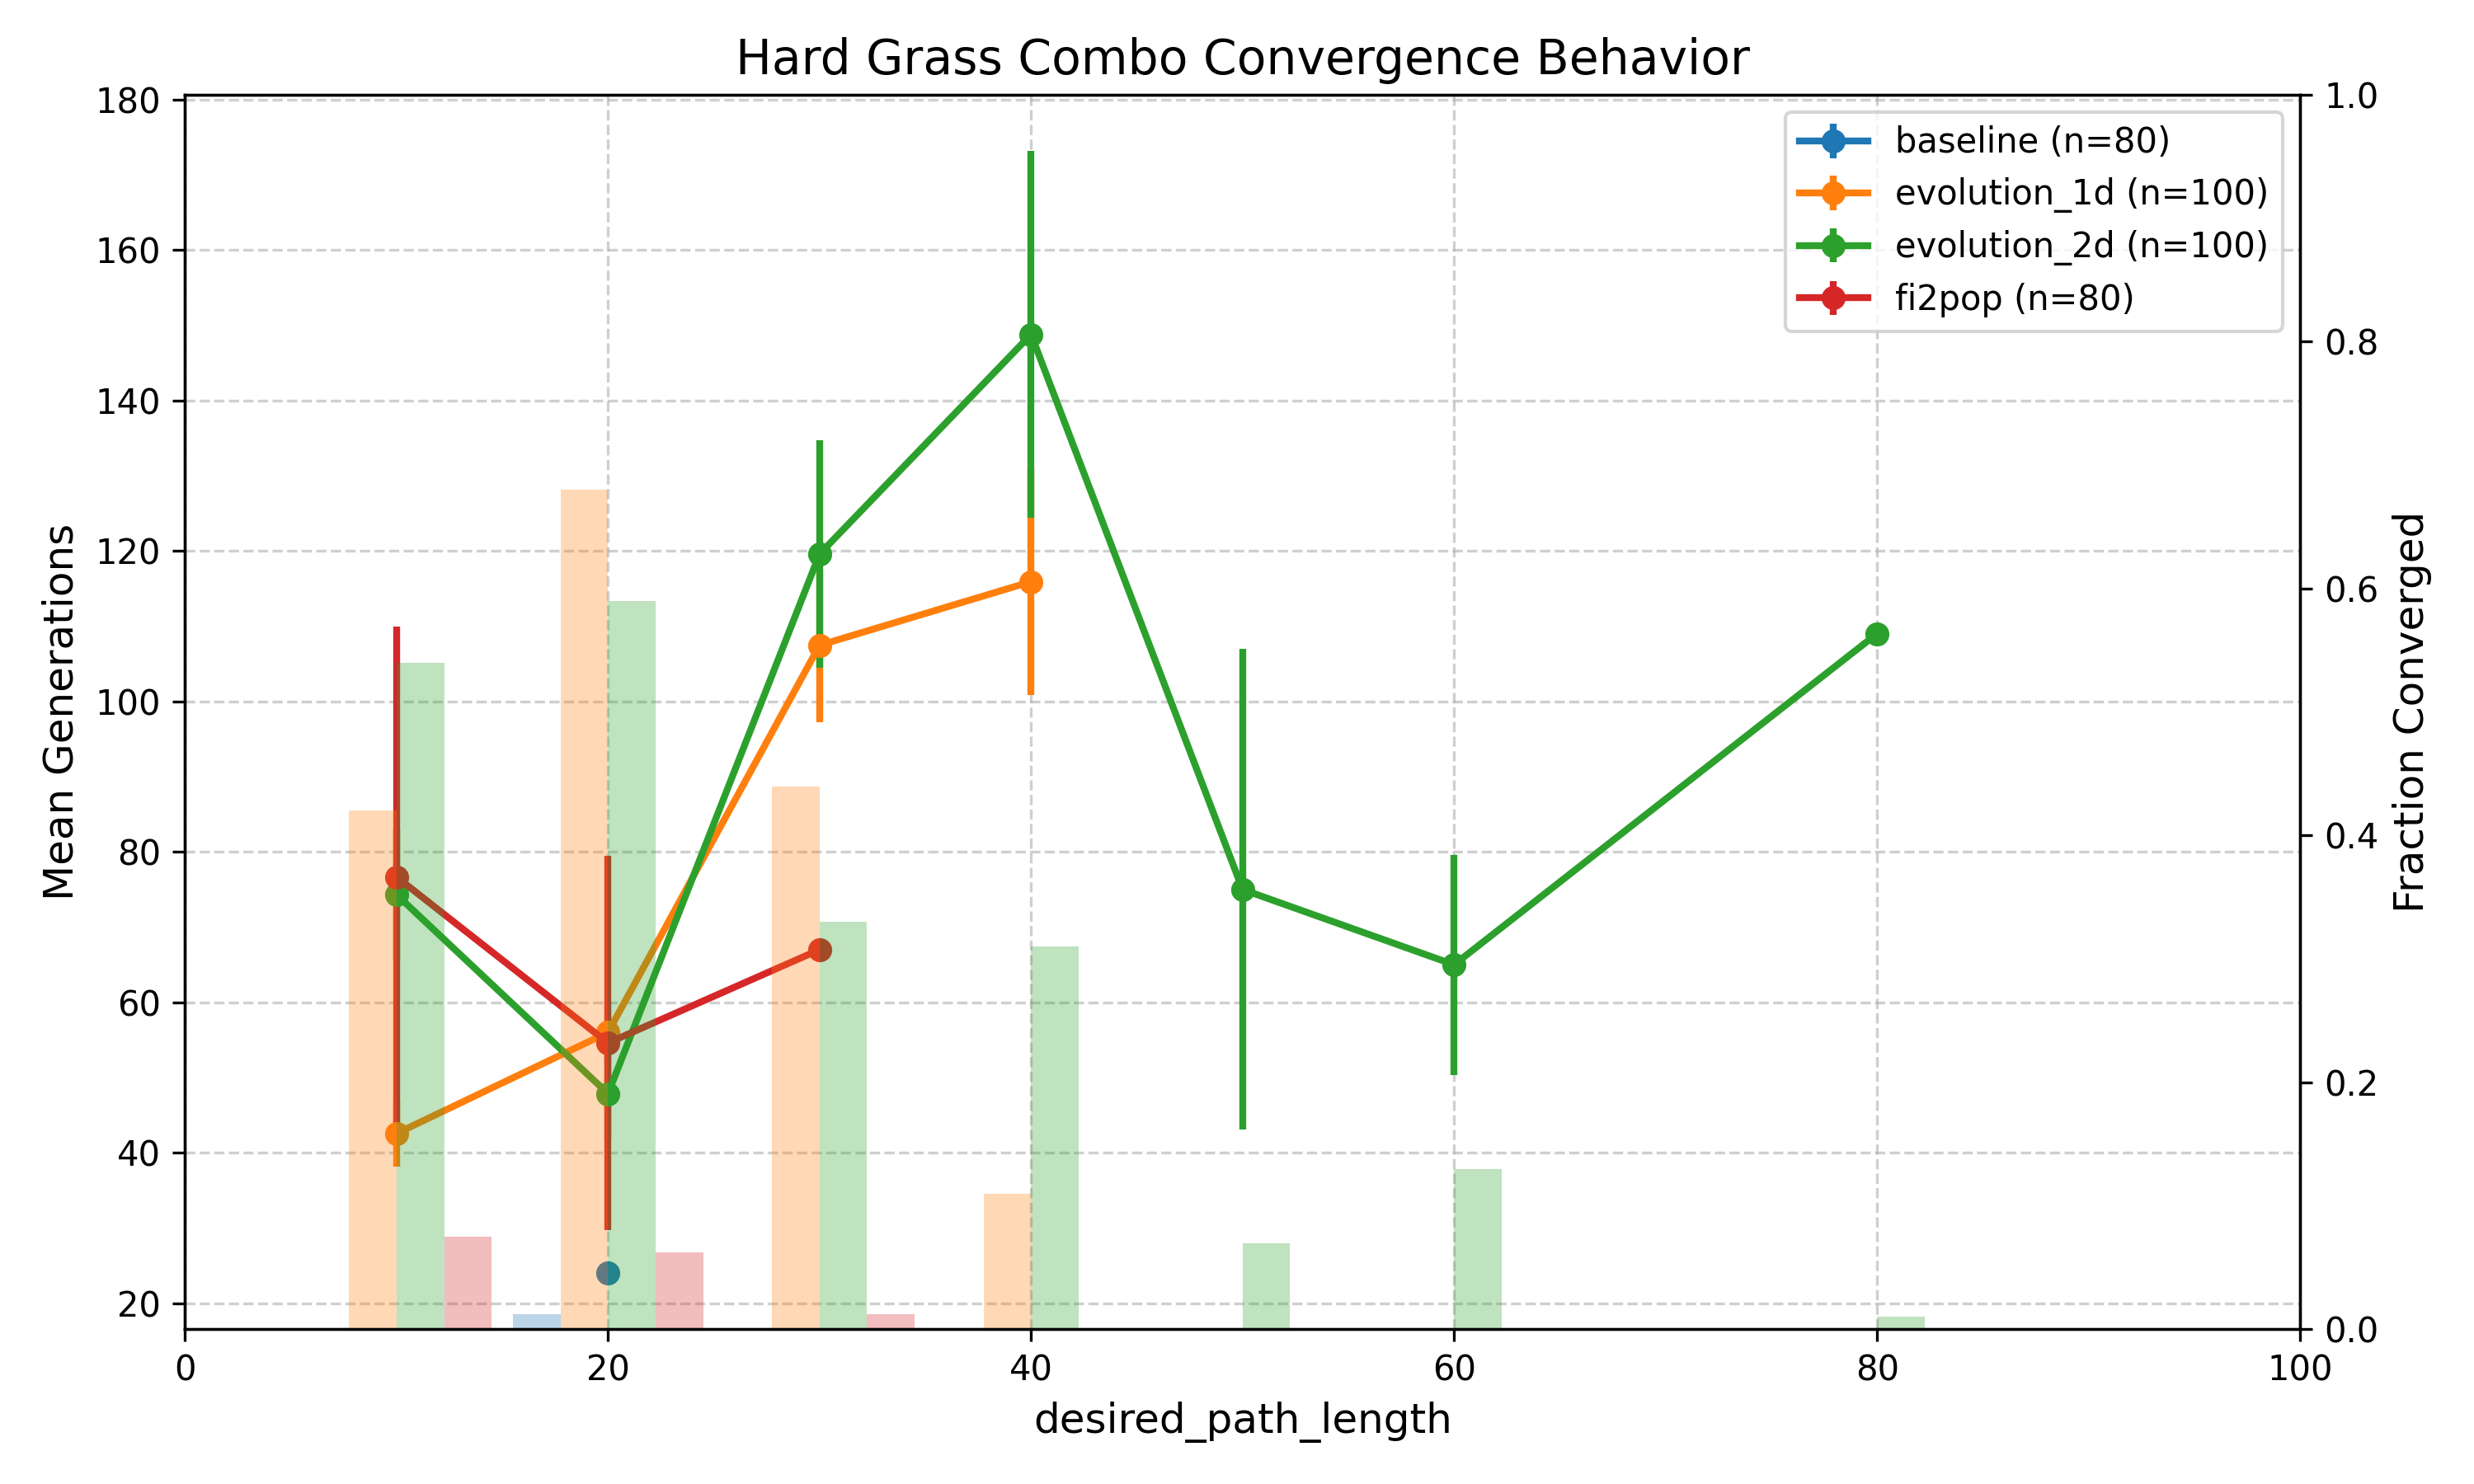 Hard Grass Combo Convergence Behavior
180
160
140
120
100
80
60
40
20
Mean Generations
1.0
0.8
0.6
0.4
0.2
0.0
Fraction Converged
baseline (n=80)
evolution_1d (n=100)
evolution_2d (n=100)
fi2pop (n=80)
0
20
40
60
80
100
desired_path_length